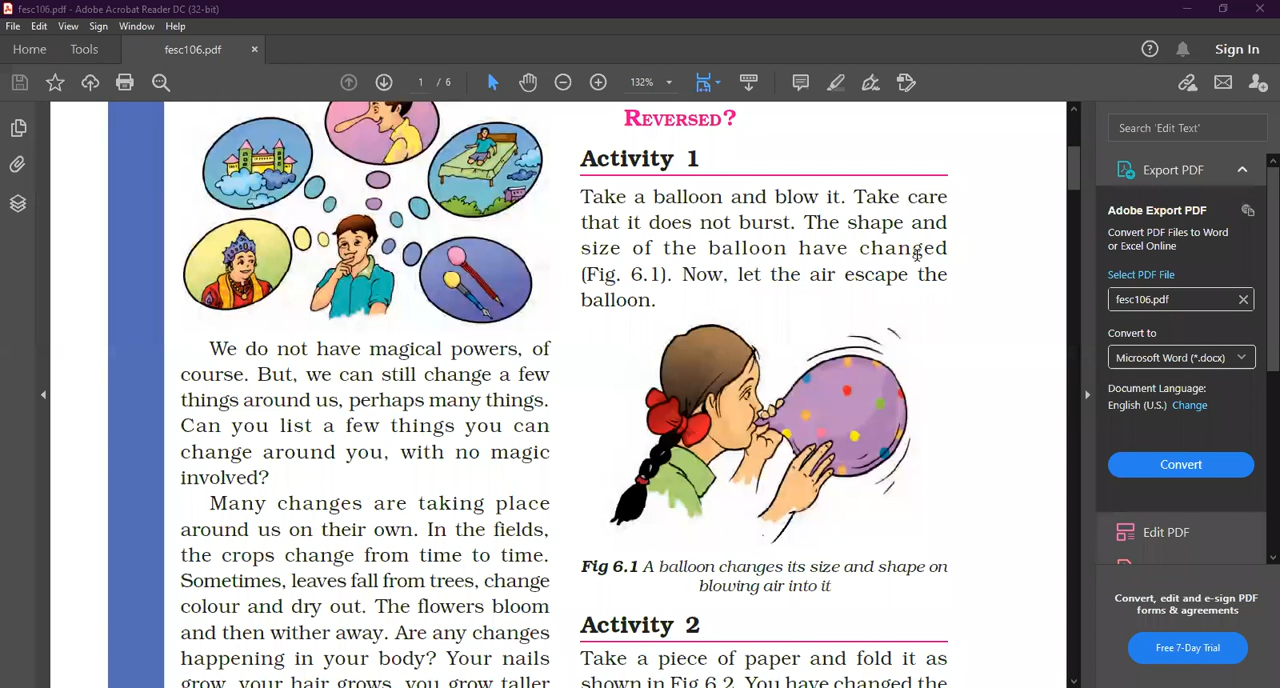 fesc106.pdf - Adobe Acrobat Reader DC (32-bit)
File Edit View Sign Window Help
Home Tools fesc106.pdf Sign In
1 / 6 132%
We do not have magical powers, of
course. But, we can still change a few
things around us, perhaps many things.
Can you list a few things you can
change around you, with no magic
involved?
Many changes are taking place
around us on their own. In the fields,
the crops change from time to time.
Sometimes, leaves fall from trees, change
colour and dry out. The flowers bloom
and then wither away. Are any changes
happening in your body? Your nails
grow, your hair grows, you grow taller
REVERSED?
Activity 1
Take a balloon and blow it. Take care
that it does not burst. The shape and
size of the balloon have changed
(Fig. 6.1). Now, let the air escape the
balloon.
Fig 6.1 A balloon changes its size and shape on
blowing air into it
Activity 2
Take a piece of paper and fold it as
shown in Fig 6.2. You have changed the
Search 'Edit Text'
Export PDF
Adobe Export PDF
Convert PDF Files to Word
or Excel Online
Select PDF File
fesc106.pdf
Convert to
Microsoft Word (*.docx)
Document Language:
English (U.S.) Change
Convert
Edit PDF
Convert, edit and e-sign PDF
forms & agreements
Free 7-Day Trial